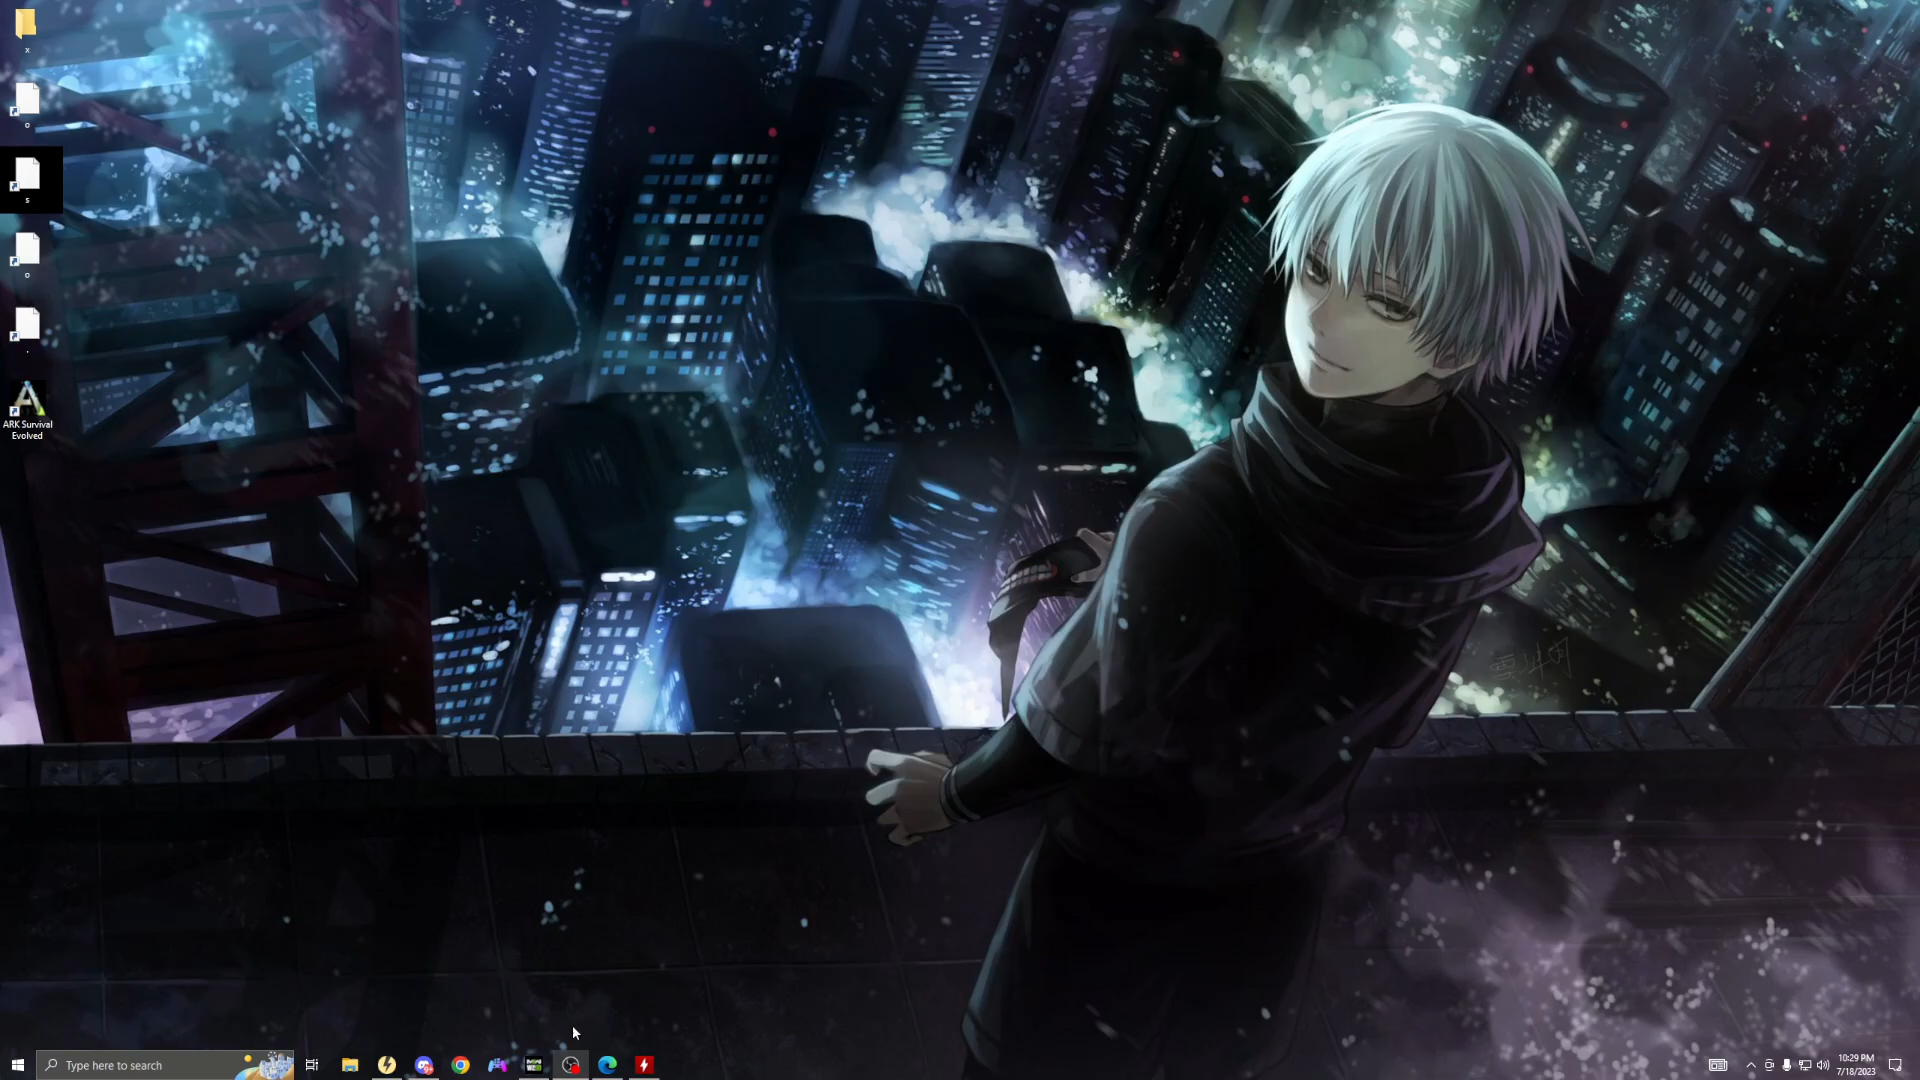 x
o
s
o
.
ARK Survival
Evolved
Type here to search
10:29 PM
7/18/2023